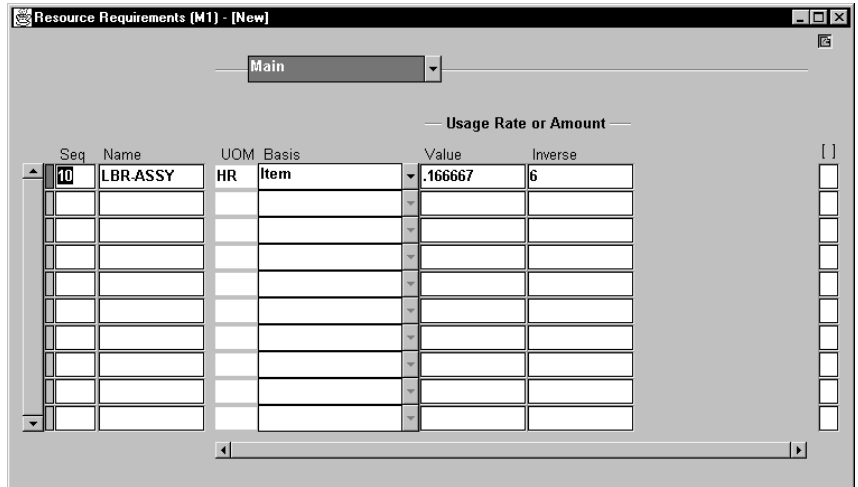 Resource Requirements (M1) - [New]
Main
Usage Rate or Amount
Seq Name UOM Basis Value Inverse [ ]
10 LBR-ASSY HR Item .166667 6